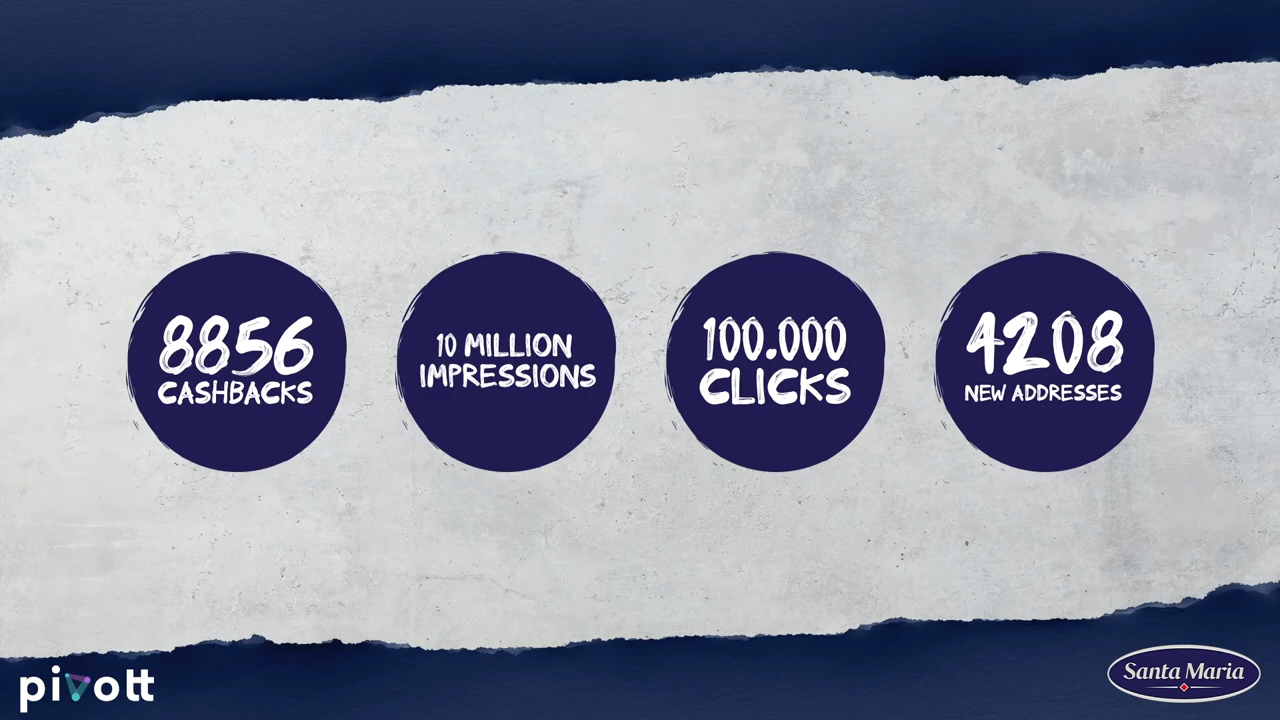 8856
CASHBACKS
10 MILLION
IMPRESSIONS
100.000
CLICKS
4208
NEW ADDRESSES
pivott
Santa Maria